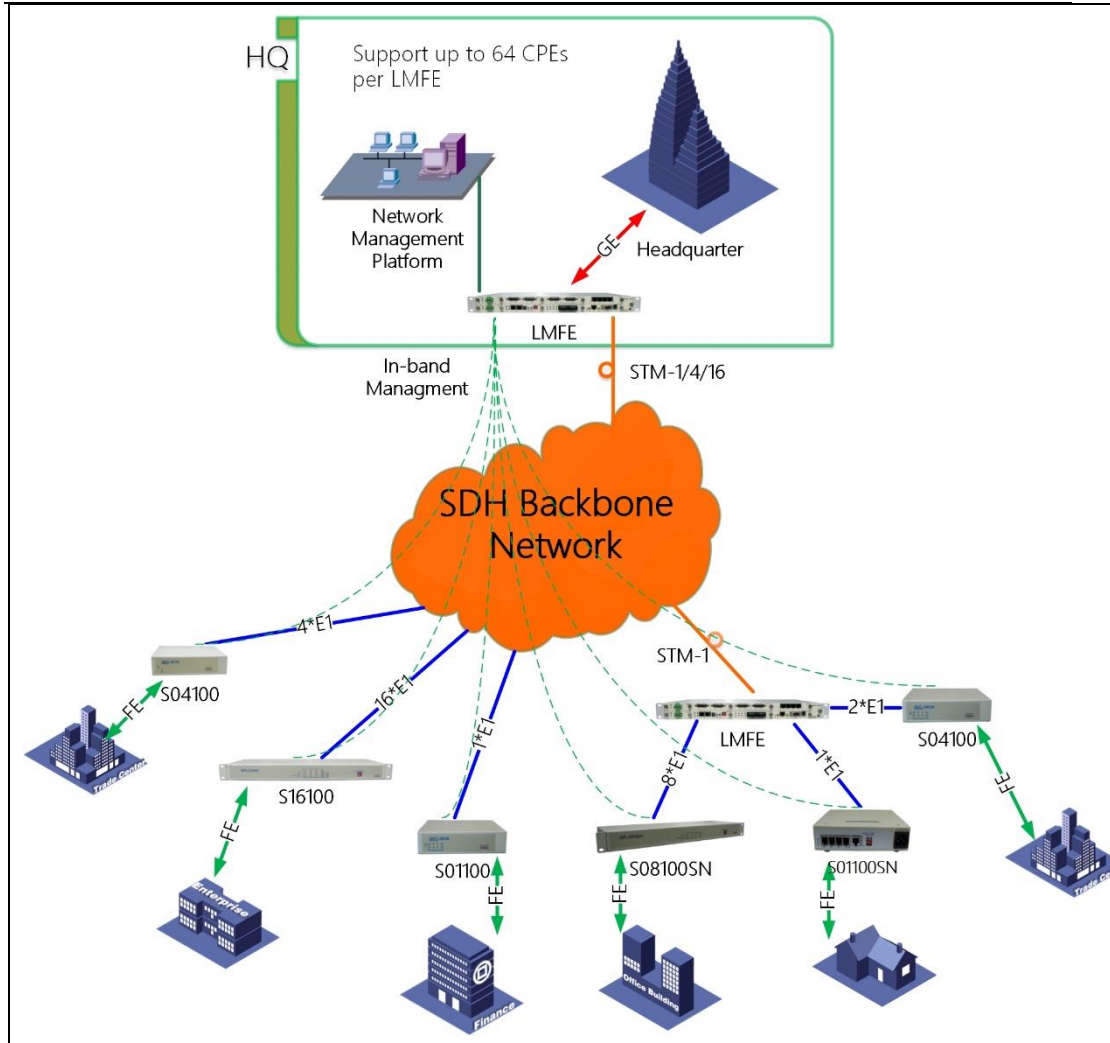 HQ
Support up to 64 CPEs
per LMFE
Network
Management
Platform
GE
Headquarter
LMFE
In-band
Managment
STM-1/4/16
SDH Backbone
Network
4*E1
STM-1
S04100
16*E1
1*E1
2*E1
LMFE
S04100
FE
8*E1
1*E1
Trade Center
S16100
FE
FE
S01100
S08100SN
S01100SN
Enterprise
FE
FE
FE
Finance
Office Building